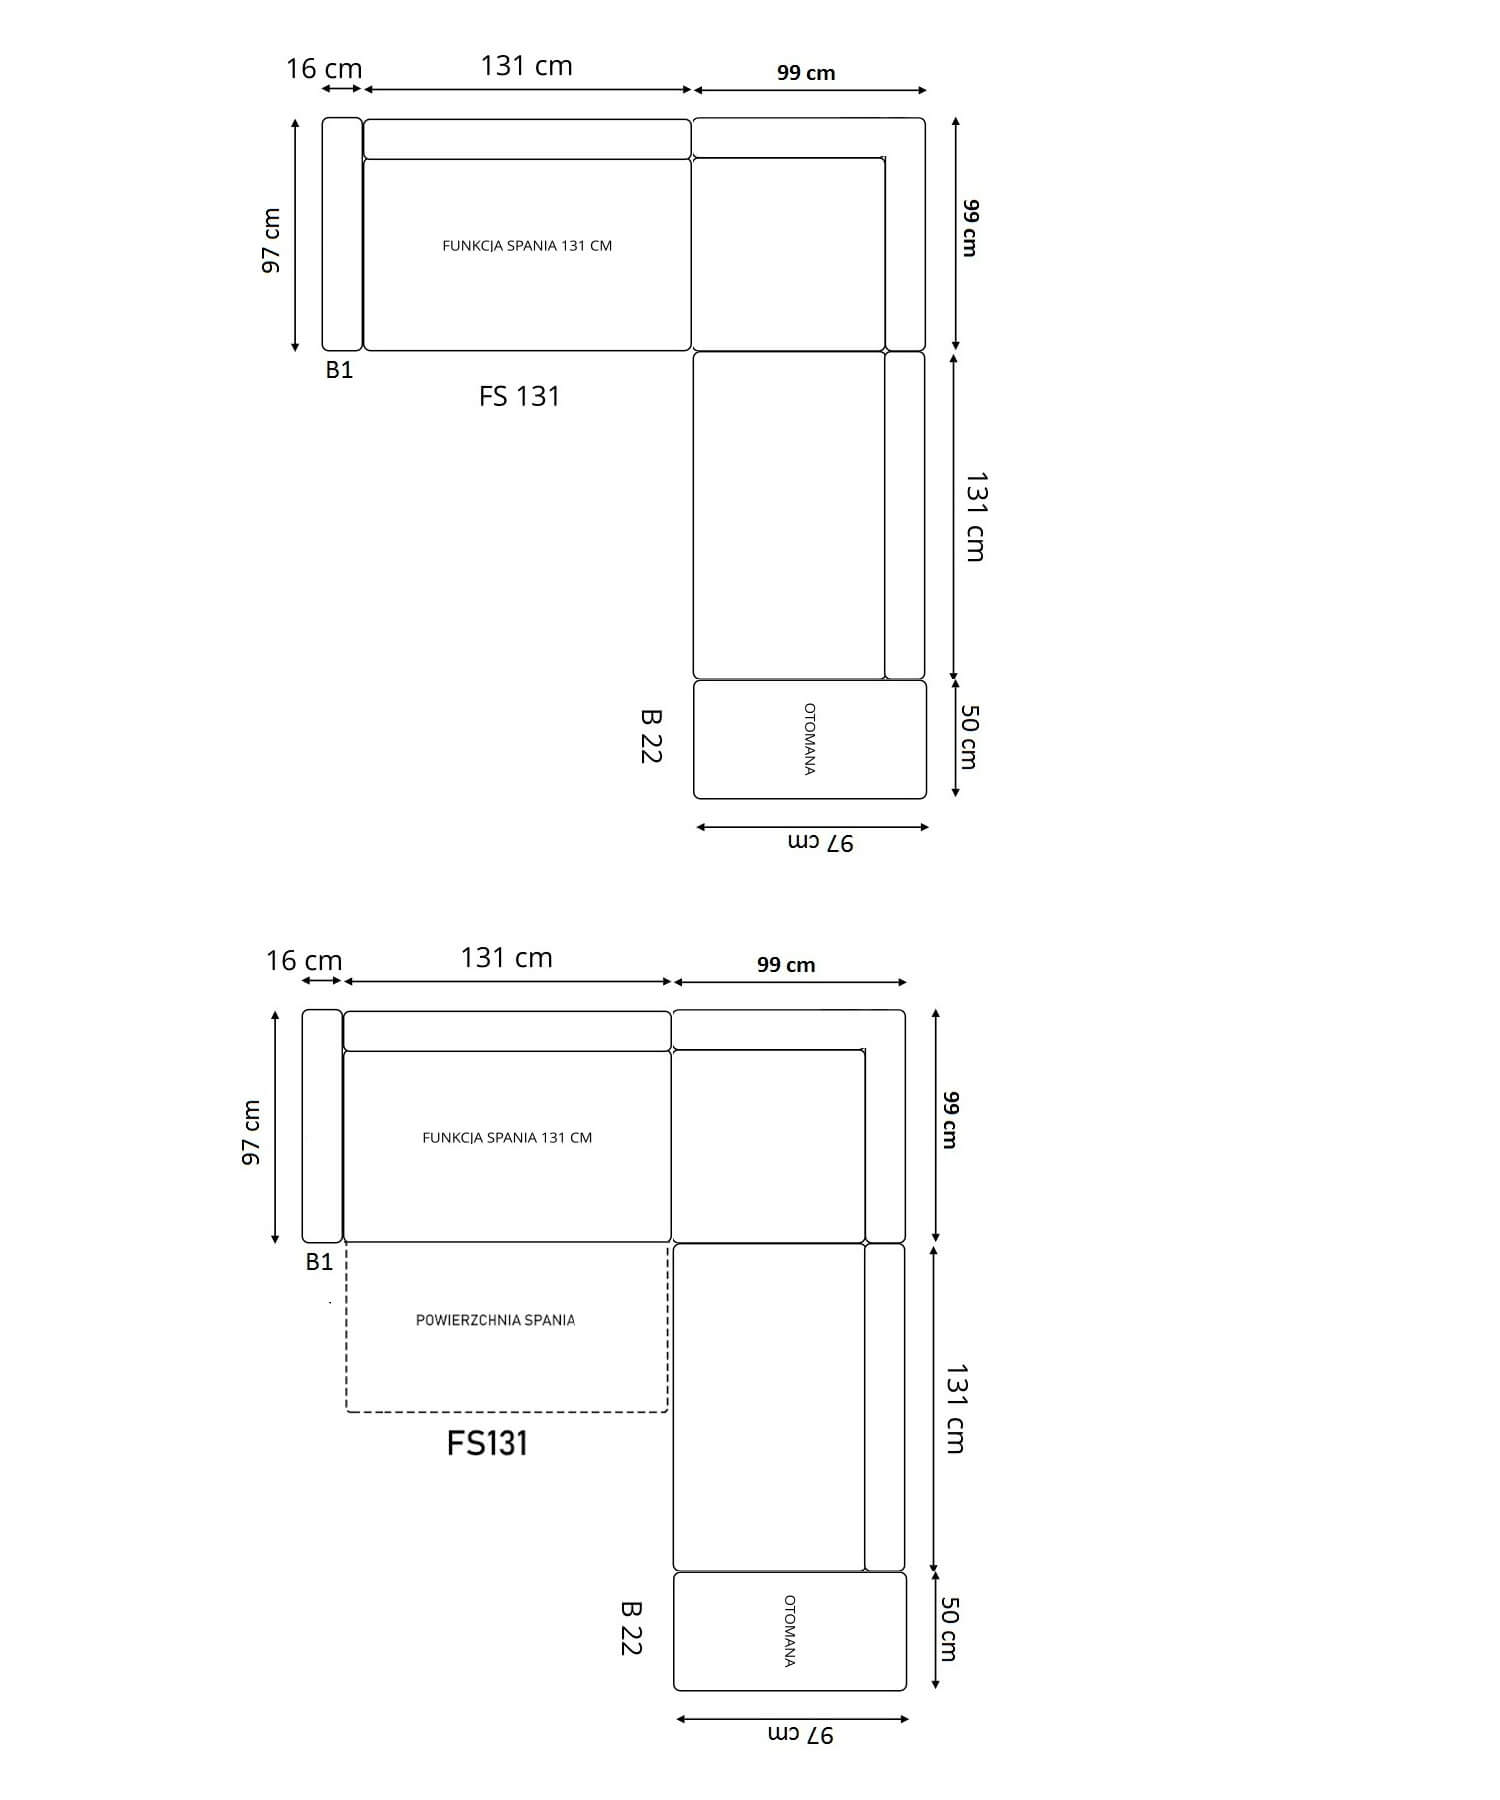 16 cm
131 cm
99 cm
97 cm
99 cm
FUNKCJA SPANIA 131 CM
B1
FS 131
131 cm
B 22
OTOMANA
50 cm
97 cm
16 cm
131 cm
99 cm
97 cm
99 cm
FUNKCJA SPANIA 131 CM
B1
POWIERZCHNIA SPANIA
FS131
131 cm
B 22
OTOMANA
50 cm
97 cm